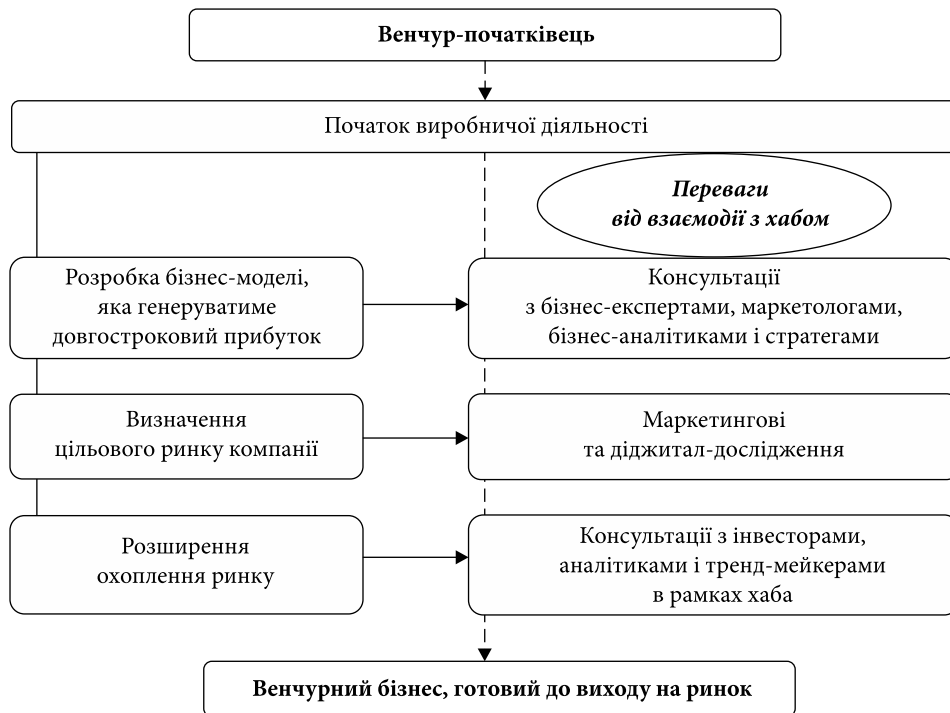 Венчур-початківець
Початок виробничої діяльності
Переваги
від взаємодії з хабом
Розробка бізнес-моделі,
яка генеруватиме
довгостроковий прибуток
Консультації
з бізнес-експертами, маркетологами,
бізнес-аналітиками і стратегами
Визначення
цільового ринку компанії
Маркетингові
та діджитал-дослідження
Розширення
охоплення ринку
Консультації з інвесторами,
аналітиками і тренд-мейкерами
в рамках хаба
Венчурний бізнес, готовий до виходу на ринок